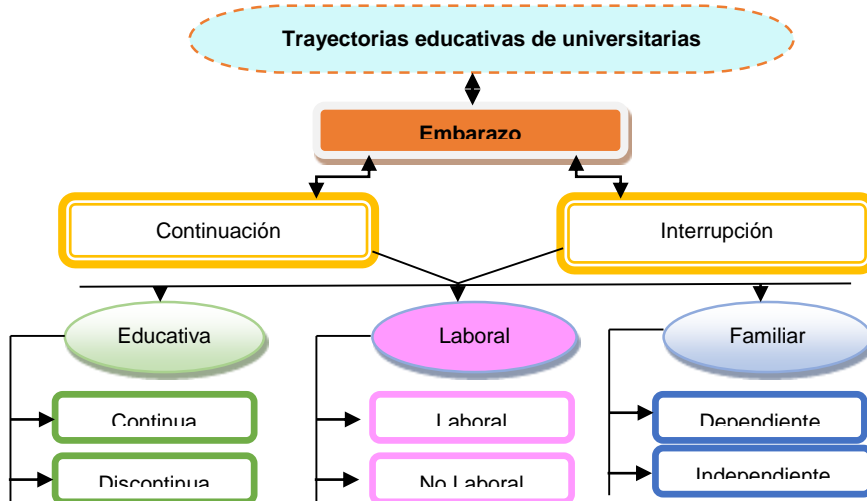 Trayectorias educativas de universitarias
Embarazo
Continuación
Interrupción
Educativa
Laboral
Familiar
Continua
Laboral
Dependiente
Discontinua
No Laboral
Independiente